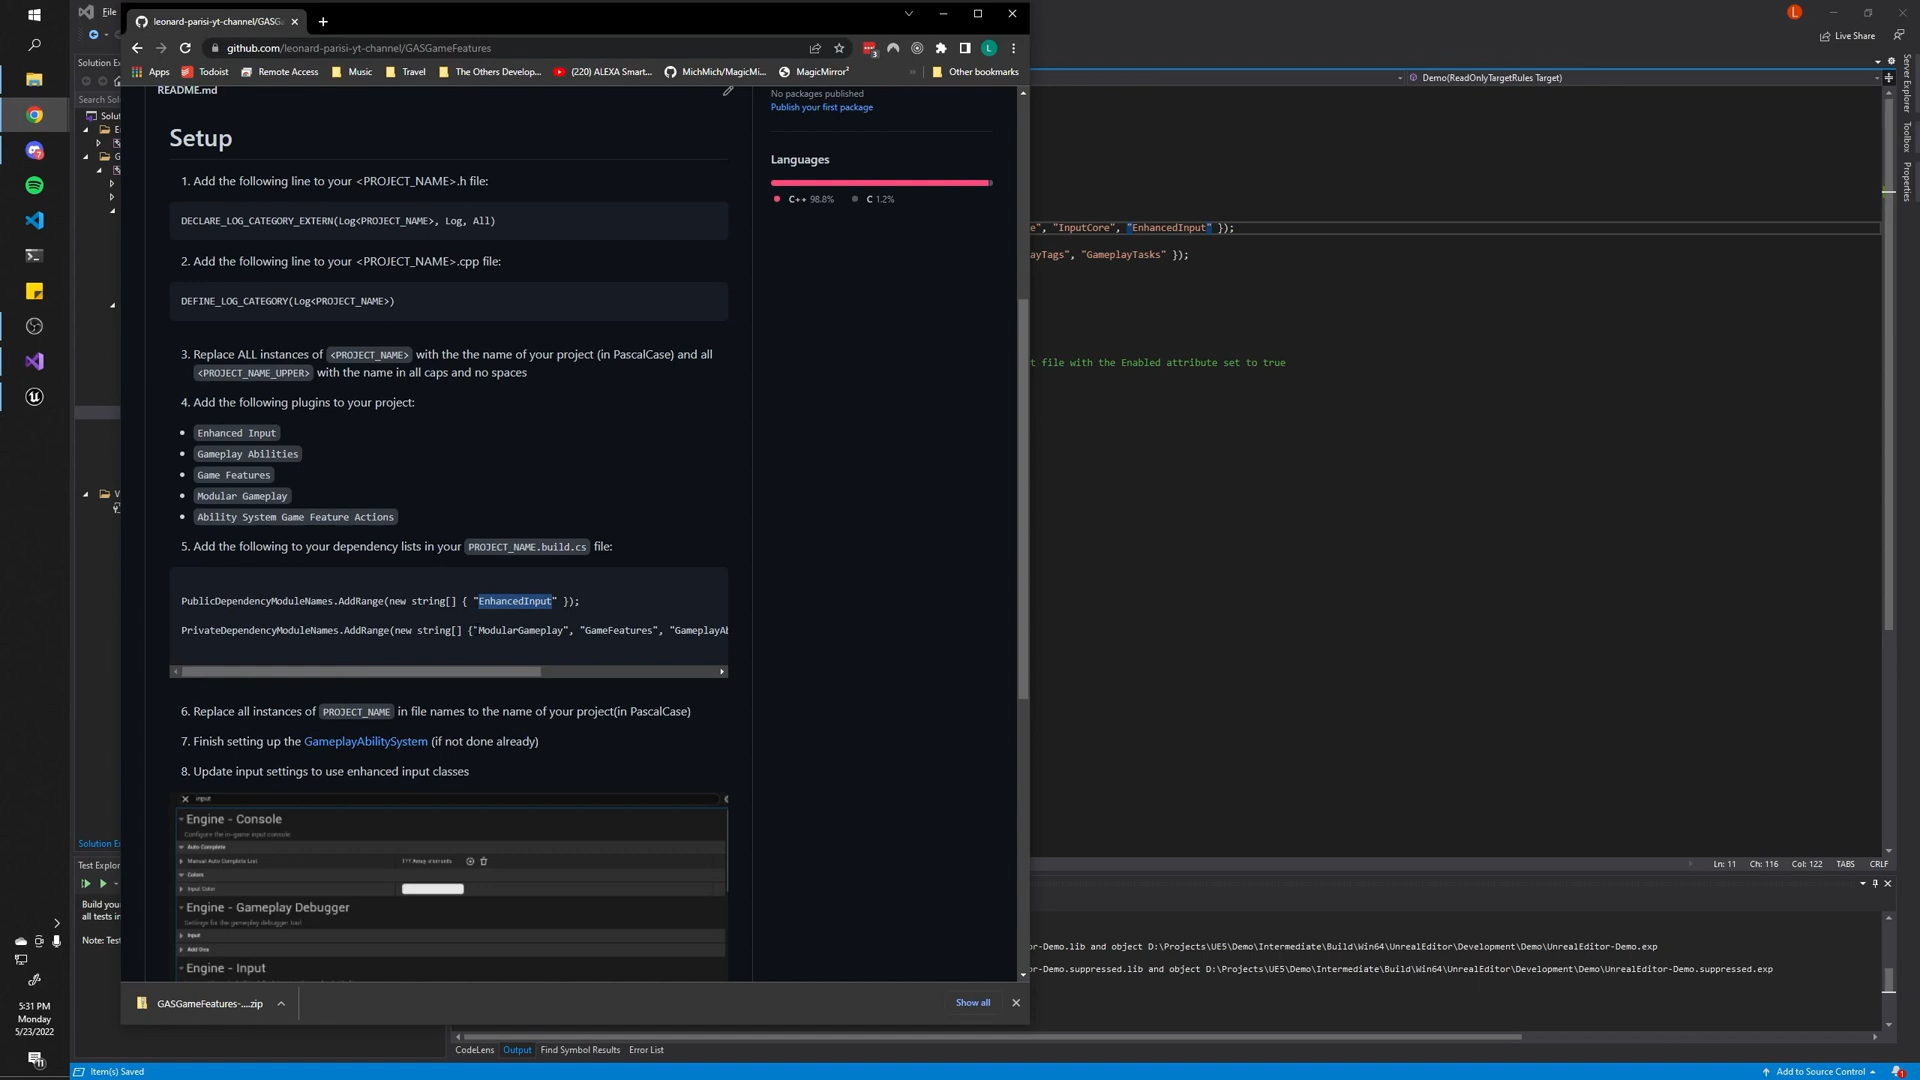 File
leonard-parisi-yt-channel/GASGa
Live Share
github.com/leonard-parisi-yt-channel/GASGameFeatures
Apps
Todoist
Remote Access
Music
Travel
The Others Develop...
(220) ALEXA Smart...
MichMich/MagicMi...
MagicMirror²
Other bookmarks
Solution Ex
Search Solu
Solut
Demo(ReadOnlyTargetRules Target)
Server Explorer
Toolbox
Properties
README.md
No packages published
Publish your first package
Setup
Languages
C++ 98.8%
C 1.2%
1. Add the following line to your <PROJECT_NAME>.h file:
DECLARE_LOG_CATEGORY_EXTERN(Log<PROJECT_NAME>, Log, All)
2. Add the following line to your <PROJECT_NAME>.cpp file:
DEFINE_LOG_CATEGORY(Log<PROJECT_NAME>)
3. Replace ALL instances of <PROJECT_NAME> with the the name of your project (in PascalCase) and all
<PROJECT_NAME_UPPER> with the name in all caps and no spaces
4. Add the following plugins to your project:
Enhanced Input
Gameplay Abilities
Game Features
Modular Gameplay
Ability System Game Feature Actions
5. Add the following to your dependency lists in your PROJECT_NAME.build.cs file:
PublicDependencyModuleNames.AddRange(new string[] { "EnhancedInput" });
PrivateDependencyModuleNames.AddRange(new string[] {"ModularGameplay", "GameFeatures", "GameplayAb
6. Replace all instances of PROJECT_NAME in file names to the name of your project(in PascalCase)
7. Finish setting up the GameplayAbilitySystem (if not done already)
8. Update input settings to use enhanced input classes
input
Engine - Console
Configure the in-game input console
Auto Complete
Manual Auto Complete List
Colors
Input Color
Engine - Gameplay Debugger
Settings for the gameplay debugger tool
Input
Add Ons
Engine - Input
e", "InputCore", "EnhancedInput" });
ayTags", "GameplayTasks" });
t file with the Enabled attribute set to true
Ln: 11
Ch: 116
Col: 122
TABS
CRLF
Solution Ex
Test Explor
Build your
all tests in
Note: Test
or-Demo.lib and object D:\Projects\UE5\Demo\Intermediate\Build\Win64\UnrealEditor\Development\Demo\UnrealEditor-Demo.exp
or-Demo.suppressed.lib and object D:\Projects\UE5\Demo\Intermediate\Build\Win64\UnrealEditor\Development\Demo\UnrealEditor-Demo.suppressed.exp
GASGameFeatures-....zip
Show all
CodeLens
Output
Find Symbol Results
Error List
5:31 PM
Monday
5/23/2022
Item(s) Saved
Add to Source Control